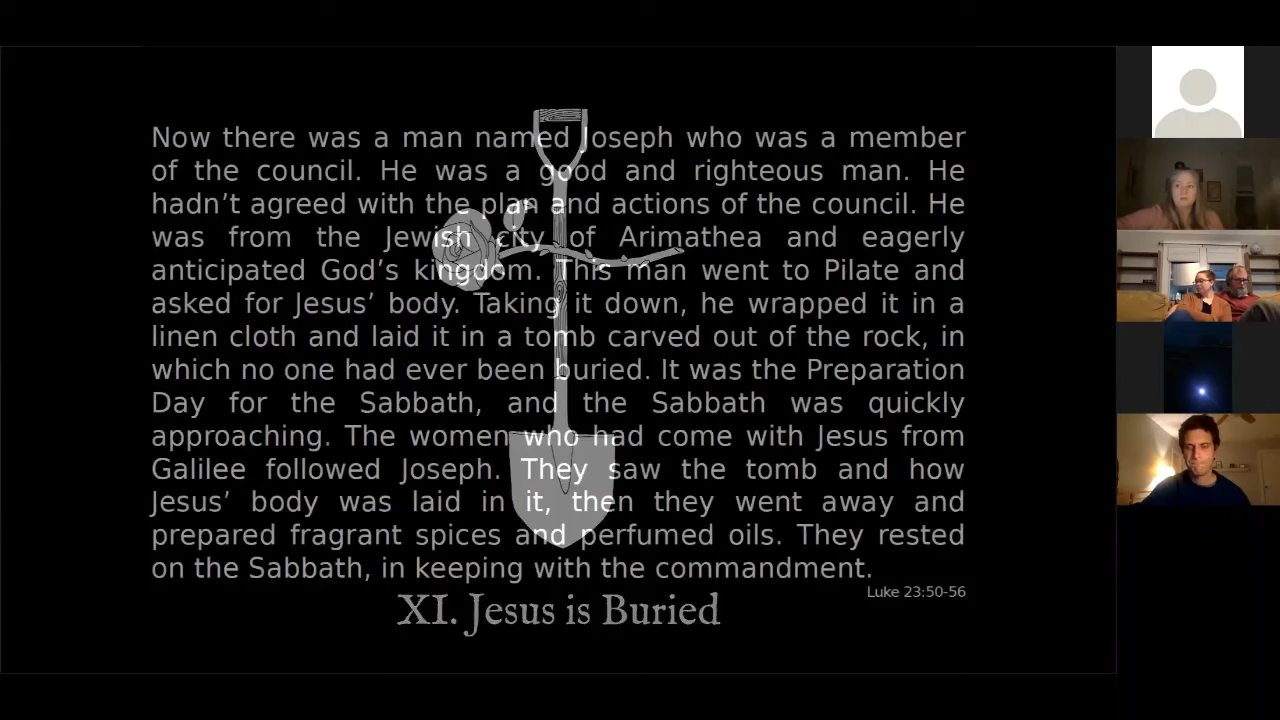 Now there was a man named Joseph who was a member
of the council. He was a good and righteous man. He
hadn’t agreed with the plan and actions of the council. He
was from the Jewish city of Arimathea and eagerly
anticipated God’s kingdom. This man went to Pilate and
asked for Jesus’ body. Taking it down, he wrapped it in a
linen cloth and laid it in a tomb carved out of the rock, in
which no one had ever been buried. It was the Preparation
Day for the Sabbath, and the Sabbath was quickly
approaching. The women who had come with Jesus from
Galilee followed Joseph. They saw the tomb and how
Jesus’ body was laid in it, then they went away and
prepared fragrant spices and perfumed oils. They rested
on the Sabbath, in keeping with the commandment.
Luke 23:50-56
XI. Jesus is Buried